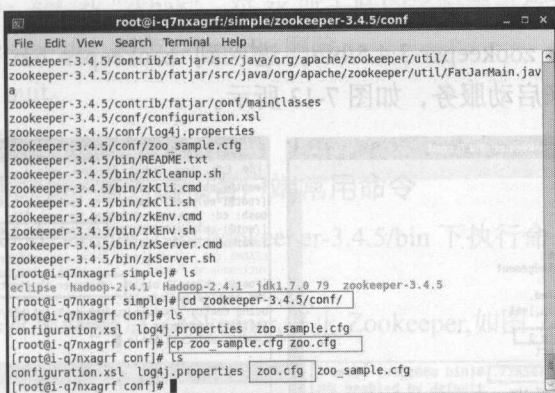 root@i-q7nxagrf:/simple/zookeeper-3.4.5/conf
File Edit View Search Terminal Help
zookeeper-3.4.5/contrib/fatjar/src/java/org/apache/zookeeper/util/
zookeeper-3.4.5/contrib/fatjar/src/java/org/apache/zookeeper/util/FatJarMain.jav
a
zookeeper-3.4.5/contrib/fatjar/conf/mainClasses
zookeeper-3.4.5/conf/configuration.xsl
zookeeper-3.4.5/conf/log4j.properties
zookeeper-3.4.5/conf/zoo_sample.cfg
zookeeper-3.4.5/bin/README.txt
zookeeper-3.4.5/bin/zkCleanup.sh
zookeeper-3.4.5/bin/zkCli.cmd
zookeeper-3.4.5/bin/zkCli.sh
zookeeper-3.4.5/bin/zkEnv.cmd
zookeeper-3.4.5/bin/zkEnv.sh
zookeeper-3.4.5/bin/zkServer.cmd
zookeeper-3.4.5/bin/zkServer.sh
[root@i-q7nxagrf simple]# ls
eclipse hadoop-2.4.1 Hadoop-2.4.1 jdk1.7.0_79 zookeeper-3.4.5
[root@i-q7nxagrf simple]# cd zookeeper-3.4.5/conf/
[root@i-q7nxagrf conf]# ls
configuration.xsl log4j.properties zoo_sample.cfg
[root@i-q7nxagrf conf]# cp zoo_sample.cfg zoo.cfg
[root@i-q7nxagrf conf]# ls
configuration.xsl log4j.properties zoo.cfg zoo_sample.cfg
[root@i-q7nxagrf conf]#